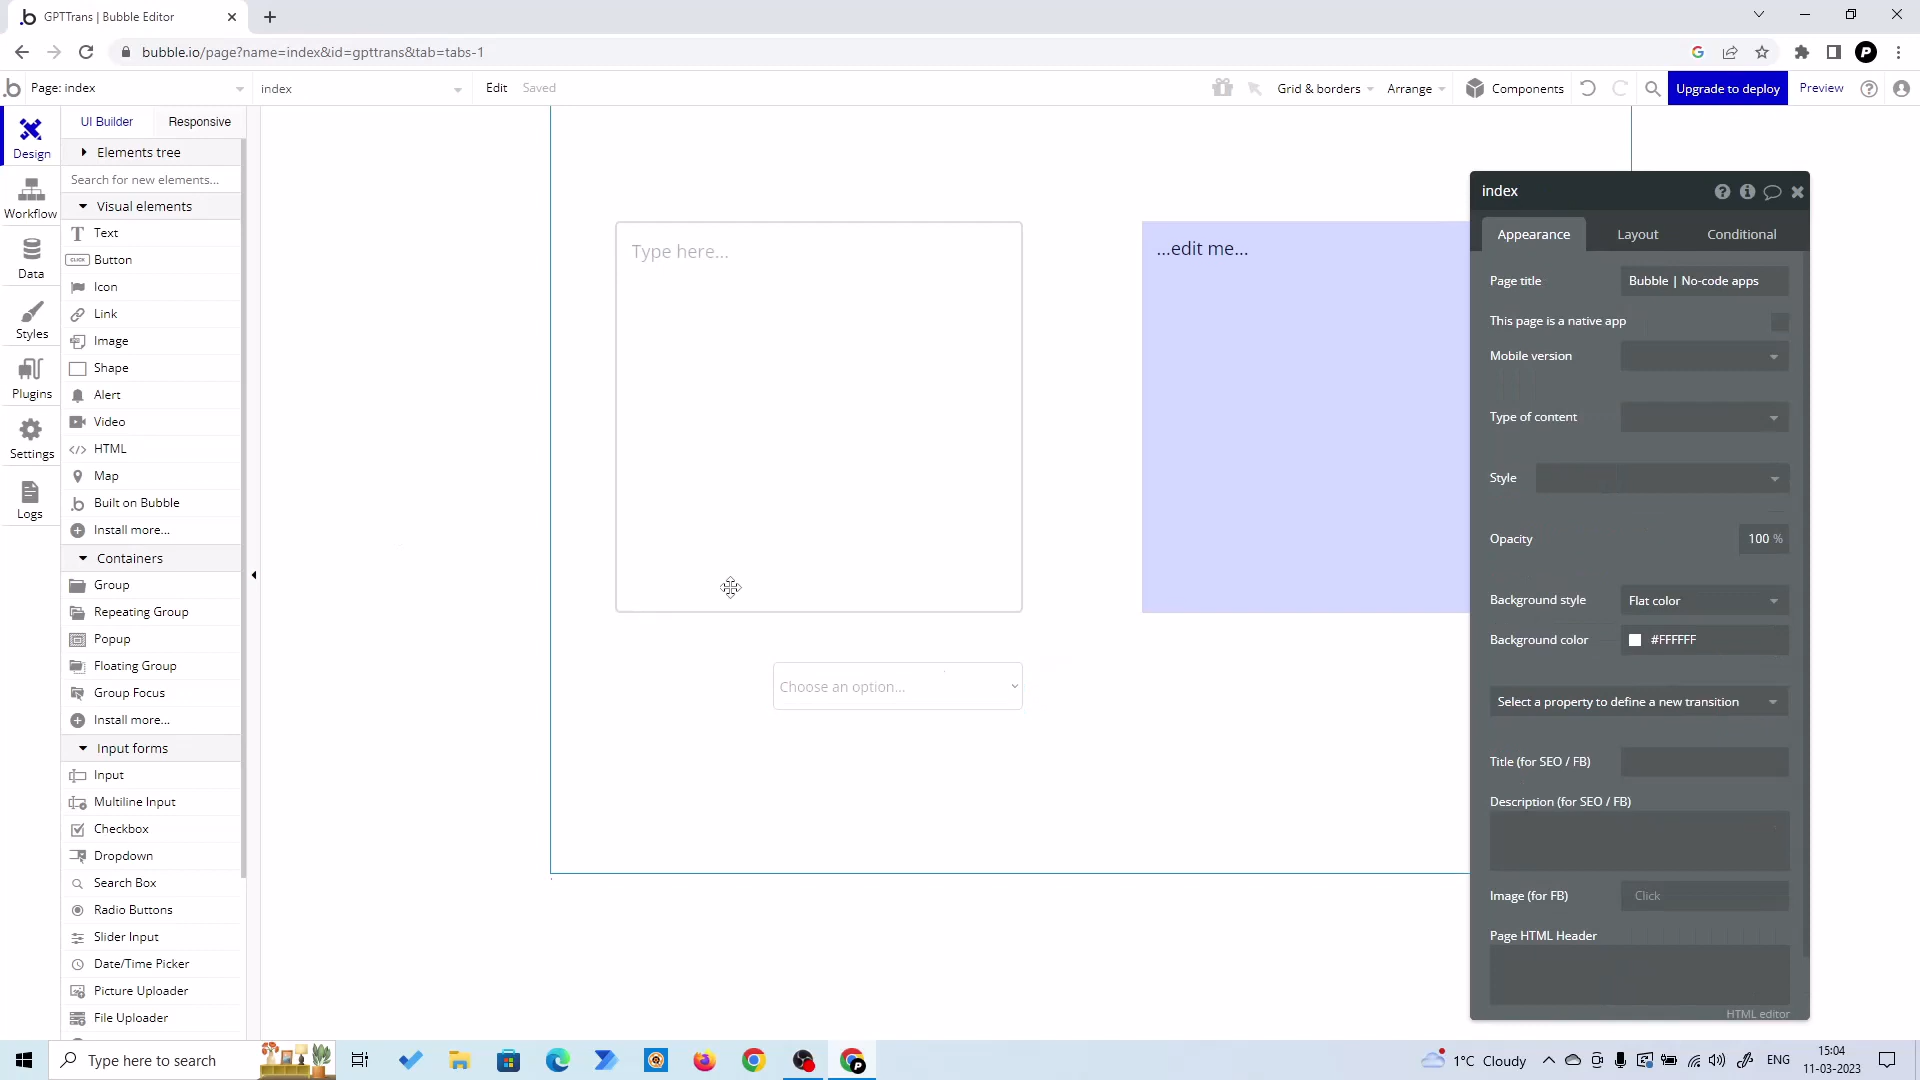 GPTTrans | Bubble Editor
bubble.io/page?name=index&id=gpttrans&tab=tabs-1
Page: index
index
Edit
Saved
Grid & borders
Arrange
Components
Upgrade to deploy
Preview
Design
Workflow
Data
Styles
Plugins
Settings
Logs
UI Builder
Responsive
Elements tree
Search for new elements...
Visual elements
Text
CLICK
Button
Icon
Link
Image
Shape
Alert
Video
HTML
Map
Built on Bubble
Install more...
Containers
Group
Repeating Group
Popup
Floating Group
Group Focus
Install more...
Input forms
Input
Multiline Input
Checkbox
Dropdown
Search Box
Radio Buttons
Slider Input
Date/Time Picker
Picture Uploader
File Uploader
Type here...
...edit me...
Choose an option...
index
Appearance
Layout
Conditional
Page title
Bubble | No-code apps
This page is a native app
Mobile version
Type of content
Style
Opacity
100 %
Background style
Flat color
Background color
#FFFFFF
Select a property to define a new transition
Title (for SEO / FB)
Description (for SEO / FB)
Image (for FB)
Click
Page HTML Header
HTML editor
Type here to search
1°C Cloudy
ENG
15:04
11-03-2023